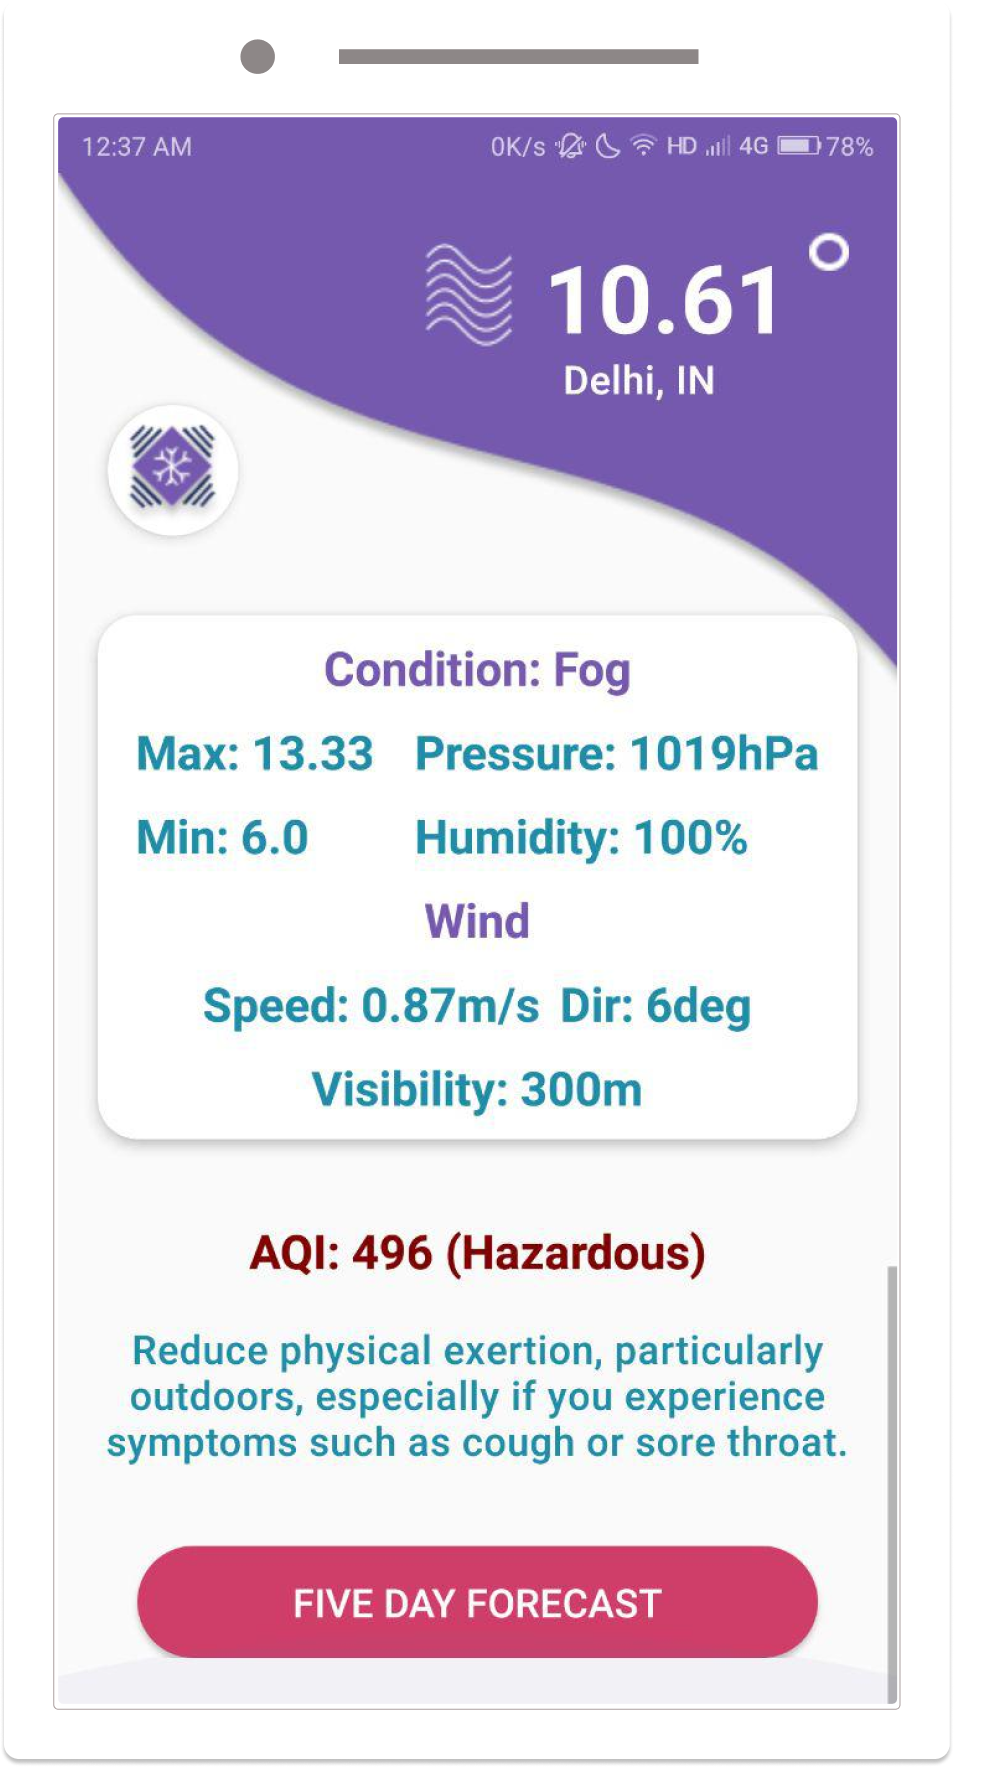 12:37 AM 0K/s HD 4G 78%
10.61°
Delhi, IN
Condition: Fog
Max: 13.33 Pressure: 1019hPa
Min: 6.0 Humidity: 100%
Wind
Speed: 0.87m/s Dir: 6deg
Visibility: 300m
AQI: 496 (Hazardous)
Reduce physical exertion, particularly
outdoors, especially if you experience
symptoms such as cough or sore throat.
FIVE DAY FORECAST